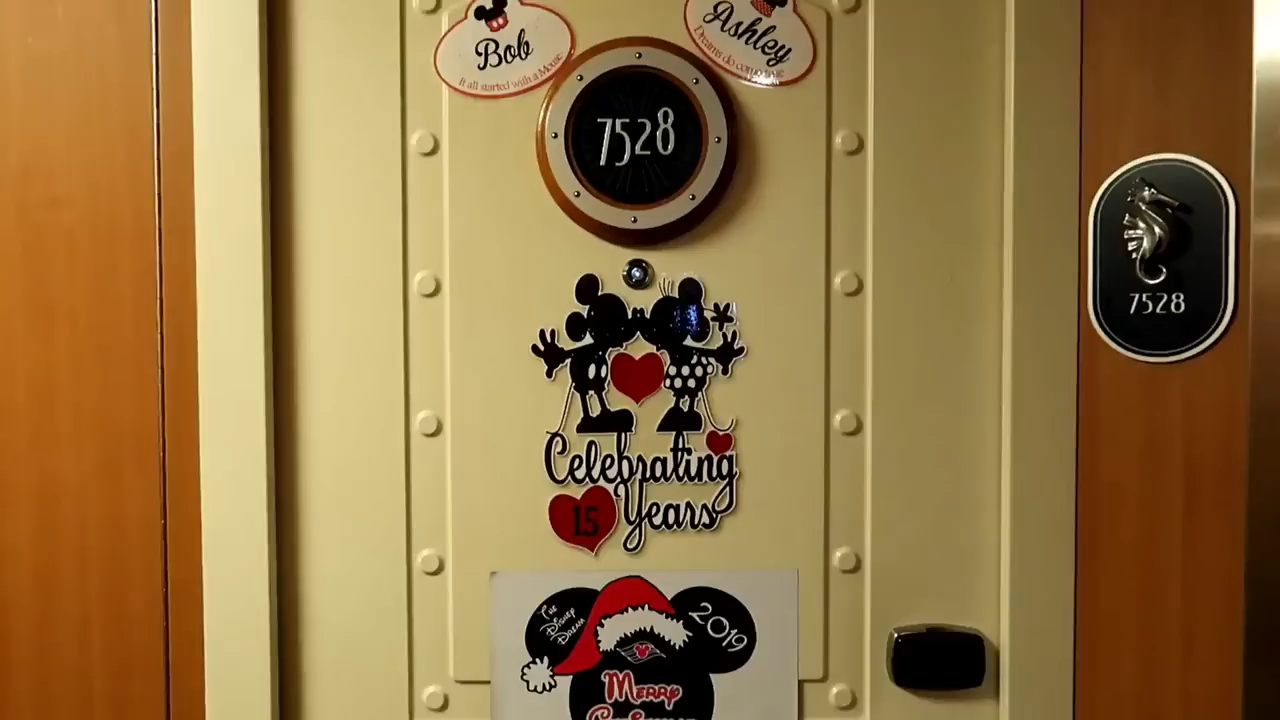 Bob
It all started with a Mouse
Ashley
Dreams do come true
7528
7528
Celebrating
15 Years
The
Disney
Dream
2019
Merry